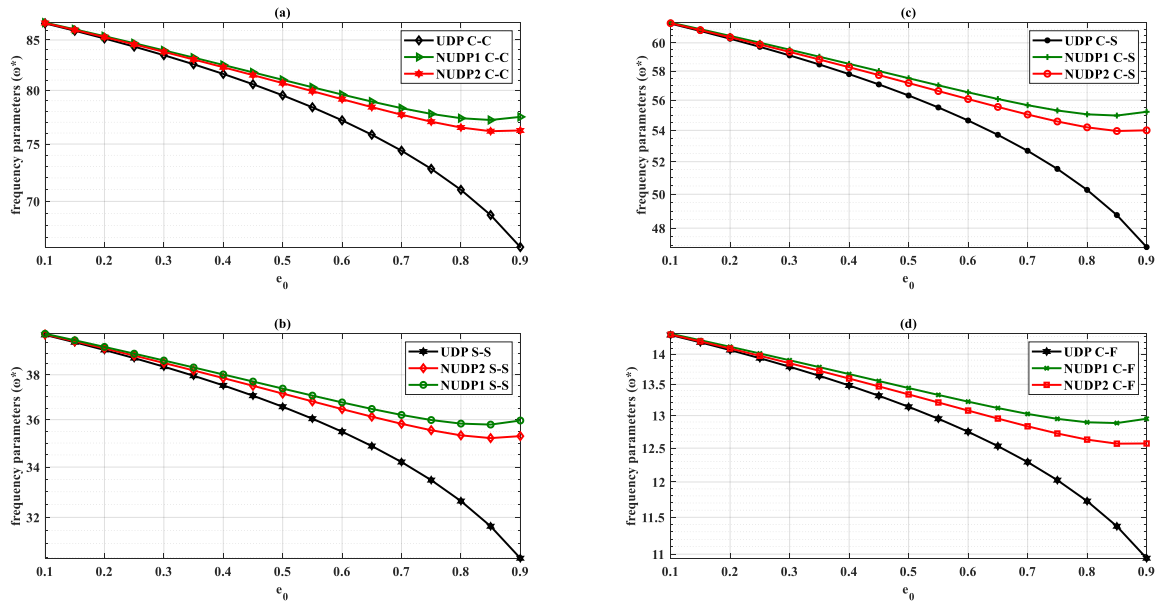 (a)
frequency parameters (ω*)
85
80
75
70
UDP C-C
NUDP1 C-C
NUDP2 C-C
0.1 0.2 0.3 0.4 0.5 0.6 0.7 0.8 0.9
e0
(c)
frequency parameters (ω*)
60
58
56
54
52
50
48
UDP C-S
NUDP1 C-S
NUDP2 C-S
0.1 0.2 0.3 0.4 0.5 0.6 0.7 0.8 0.9
e0
(b)
frequency parameters (ω*)
38
36
34
32
UDP S-S
NUDP2 S-S
NUDP1 S-S
0.1 0.2 0.3 0.4 0.5 0.6 0.7 0.8 0.9
e0
(d)
frequency parameters (ω*)
14
13.5
13
12.5
12
11.5
11
UDP C-F
NUDP1 C-F
NUDP2 C-F
0.1 0.2 0.3 0.4 0.5 0.6 0.7 0.8 0.9
e0